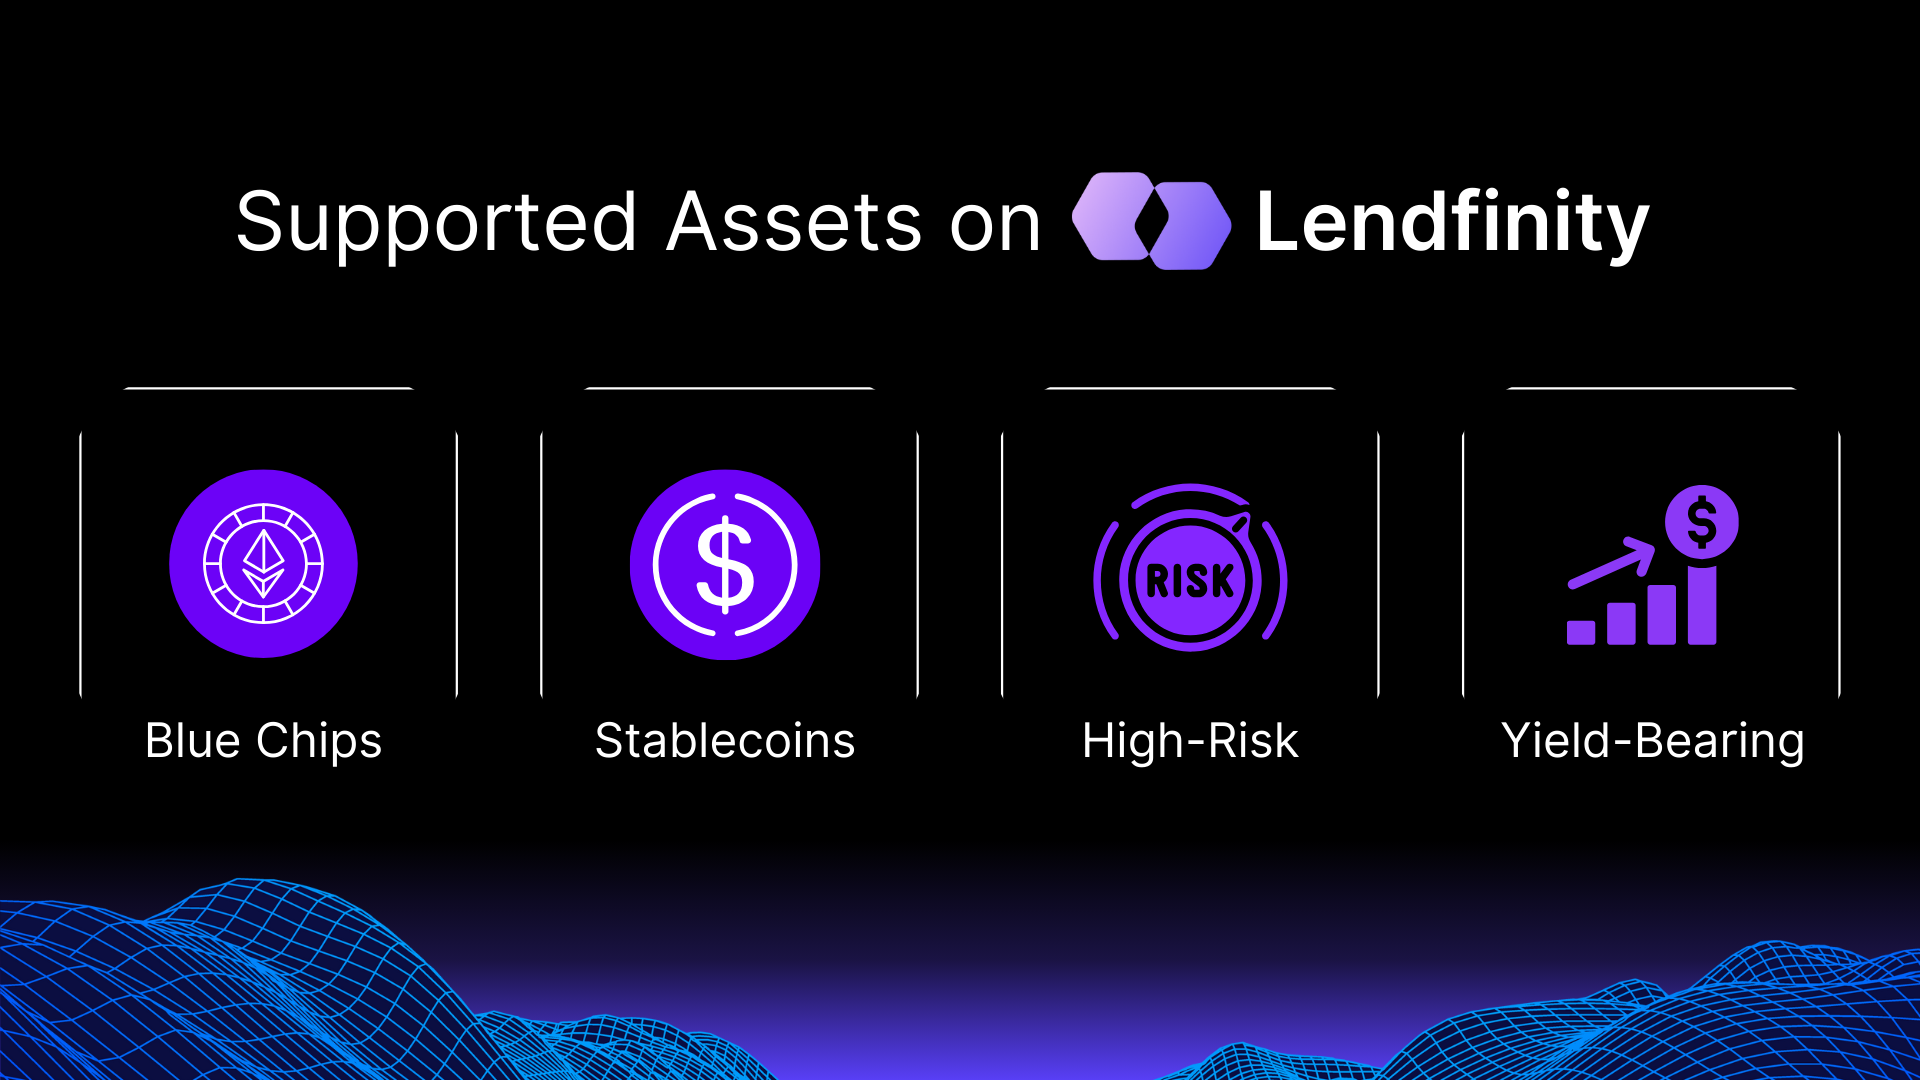 Supported Assets on Lendfinity
$
RISK
$
Blue Chips
Stablecoins
High-Risk
Yield-Bearing